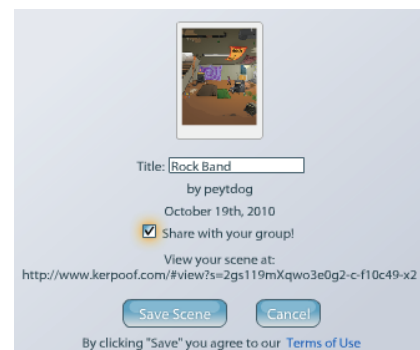 Title: Rock Band
by peytdog
October 19th, 2010
Share with your group!
View your scene at:
http://www.kerpoof.com/#view?s=2gs119mXqwo3e0g2-c-f10c49-x2
Save Scene Cancel
By clicking "Save" you agree to our Terms of Use